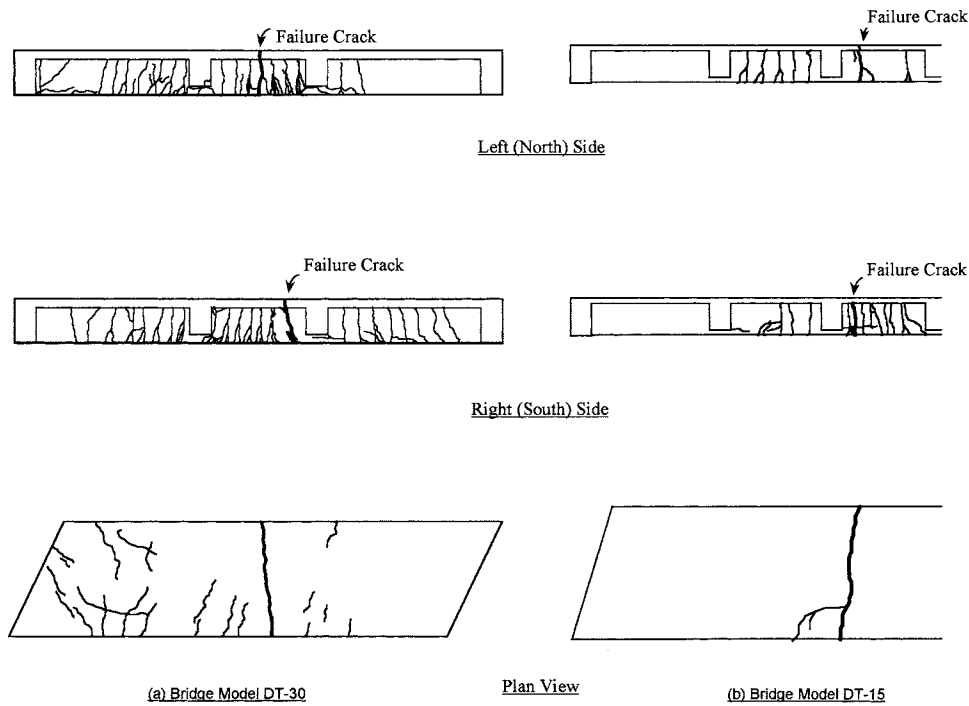 Failure Crack
Failure Crack
Left (North) Side
Failure Crack
Failure Crack
Right (South) Side
Plan View
(a) Bridge Model DT-30
(b) Bridge Model DT-15